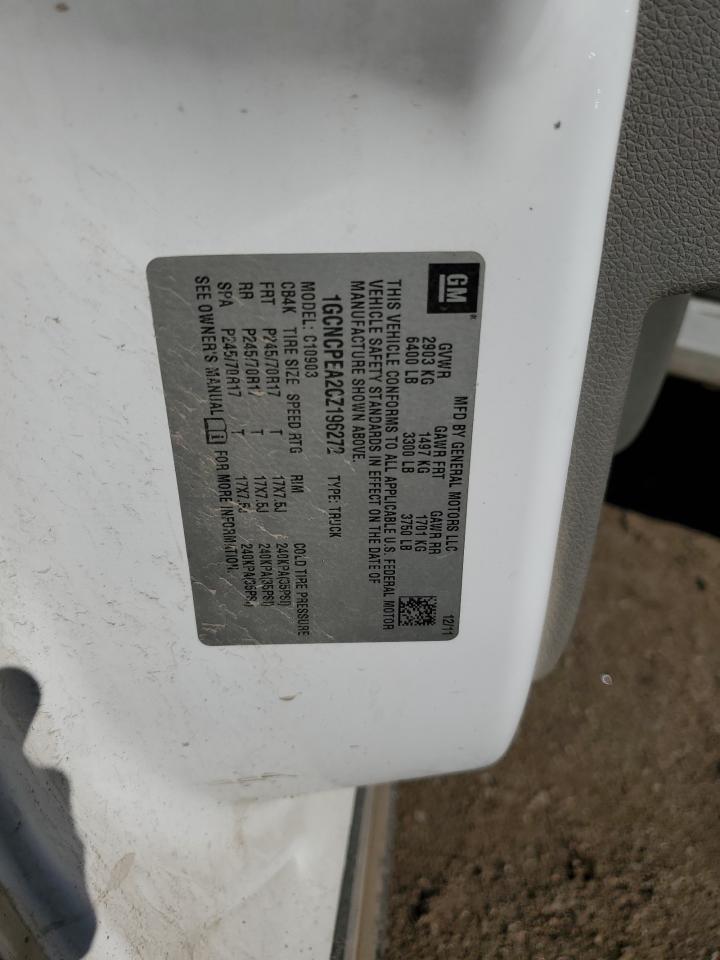 GM
MFD BY GENERAL MOTORS LLC 12/11
GVWR GAWR FRT GAWR RR
2903 KG 1497 KG 1701 KG
6400 LB 3300 LB 3750 LB
THIS VEHICLE CONFORMS TO ALL APPLICABLE U.S. FEDERAL MOTOR
VEHICLE SAFETY STANDARDS IN EFFECT ON THE DATE OF
MANUFACTURE SHOWN ABOVE.
1GCNCPEA2CZ196272 TYPE: TRUCK
MODEL: C10903
CB4K TIRE SIZE SPEED RTG RIM COLD TIRE PRESSURE
FRT P245/70R17 T 17X7.5J 240KPA(35PSI)
RR P245/70R17 T 17X7.5J 240KPA(35PSI)
SPA P245/70R17 T 17X7.5J 240KPA(35PSI)
SEE OWNER'S MANUAL FOR MORE INFORMATION.